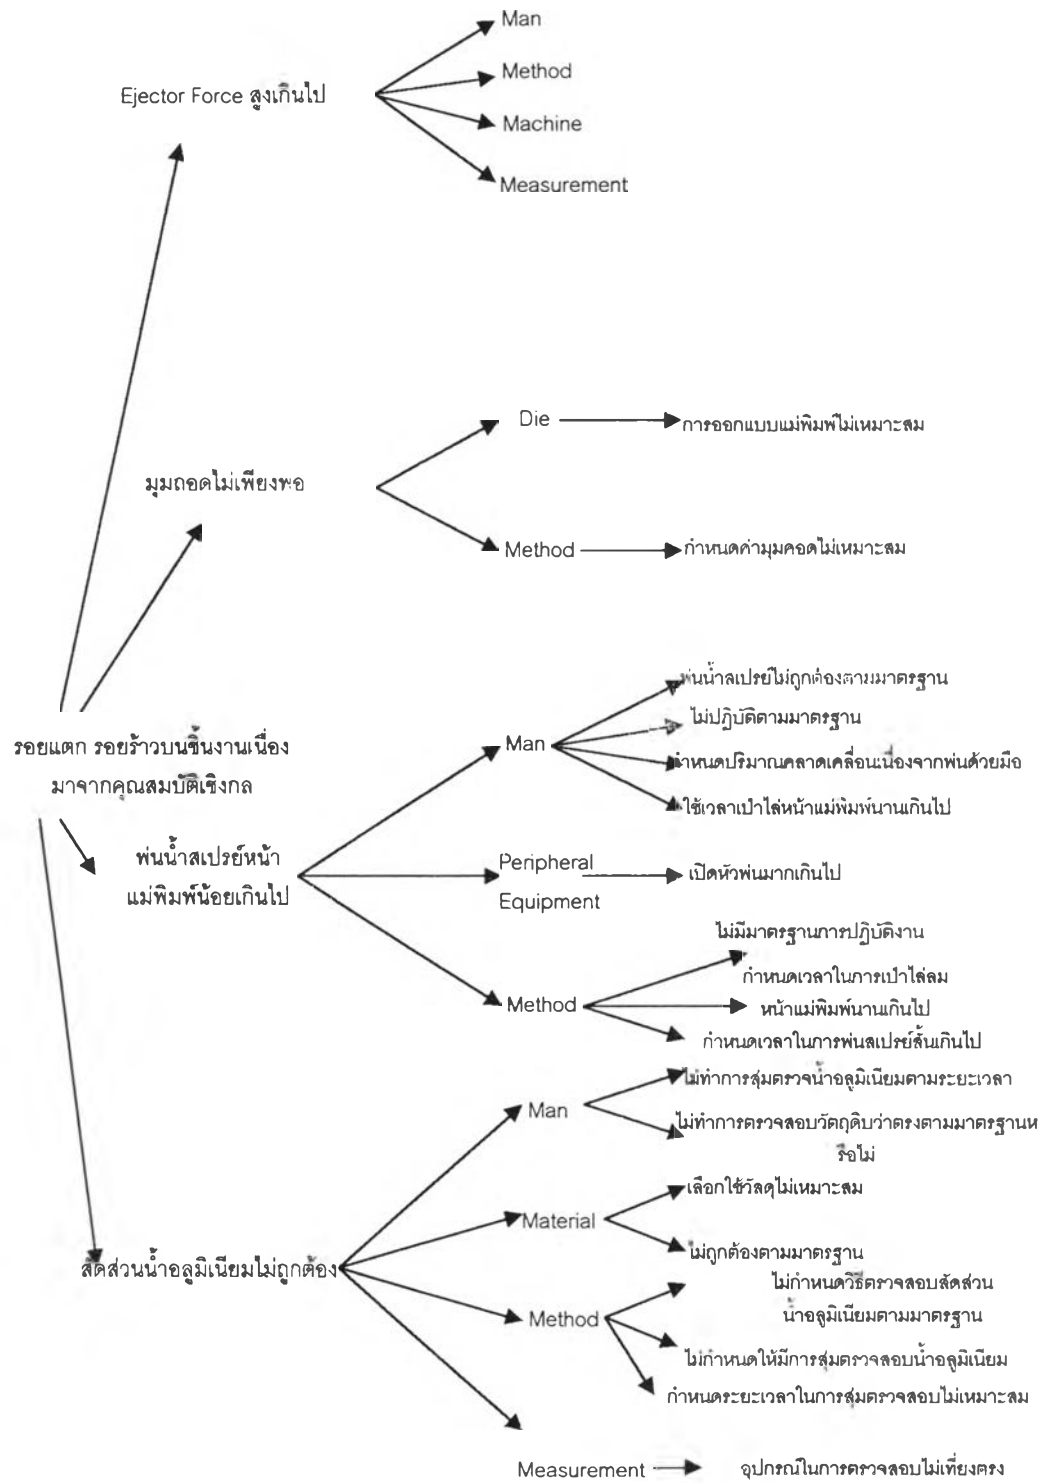 Man
Method
Ejector Force สูงเกินไป
Machine
Measurement
Die
การออกแบบแม่พิมพ์ไม่เหมาะสม
มุมถอดไม่เพียงพอ
Method
กำหนดค่ามุมคอดไม่เหมาะสม
พ่นน้ำสเปรย์ไม่ถูกต้องตามมาตรฐาน
ไม่ปฏิบัติตามมาตรฐาน
Man
กำหนดปริมาณคลาดเคลื่อนเนื่องจากพ่นด้วยมือ
ใช้เวลาเป่าไล่หน้าแม่พิมพ์นานเกินไป
รอยแตก รอยร้าวบนชิ้นงานเนื่อง
มาจากคุณสมบัติเชิงกล
พ่นน้ำสเปรย์หน้า
แม่พิมพ์น้อยเกินไป
Peripheral
Equipment
เปิดหัวพ่นมากเกินไป
ไม่มีมาตรฐานการปฏิบัติงาน
กำหนดเวลาในการเป่าไล่ลม
Method
หน้าแม่พิมพ์นานเกินไป
กำหนดเวลาในการพ่นสเปรย์สั้นเกินไป
ไม่ทำการสุ่มตรวจน้ำอลูมิเนียมตามระยะเวลา
Man
ไม่ทำการตรวจสอบวัตถุดิบว่าตรงตามมาตรฐานห
รือไม่
เลือกใช้วัสดุไม่เหมาะสม
Material
ไม่ถูกต้องตามมาตรฐาน
สัดส่วนน้ำอลูมิเนียมไม่ถูกต้อง
ไม่กำหนดวิธีตรวจสอบสัดส่วน
น้ำอลูมิเนียมตามมาตรฐาน
Method
ไม่กำหนดให้มีการสุ่มตรวจสอบน้ำอลูมิเนียม
กำหนดระยะเวลาในการสุ่มตรวจสอบไม่เหมาะสม
Measurement
อุปกรณ์ในการตรวจสอบไม่เที่ยงตรง